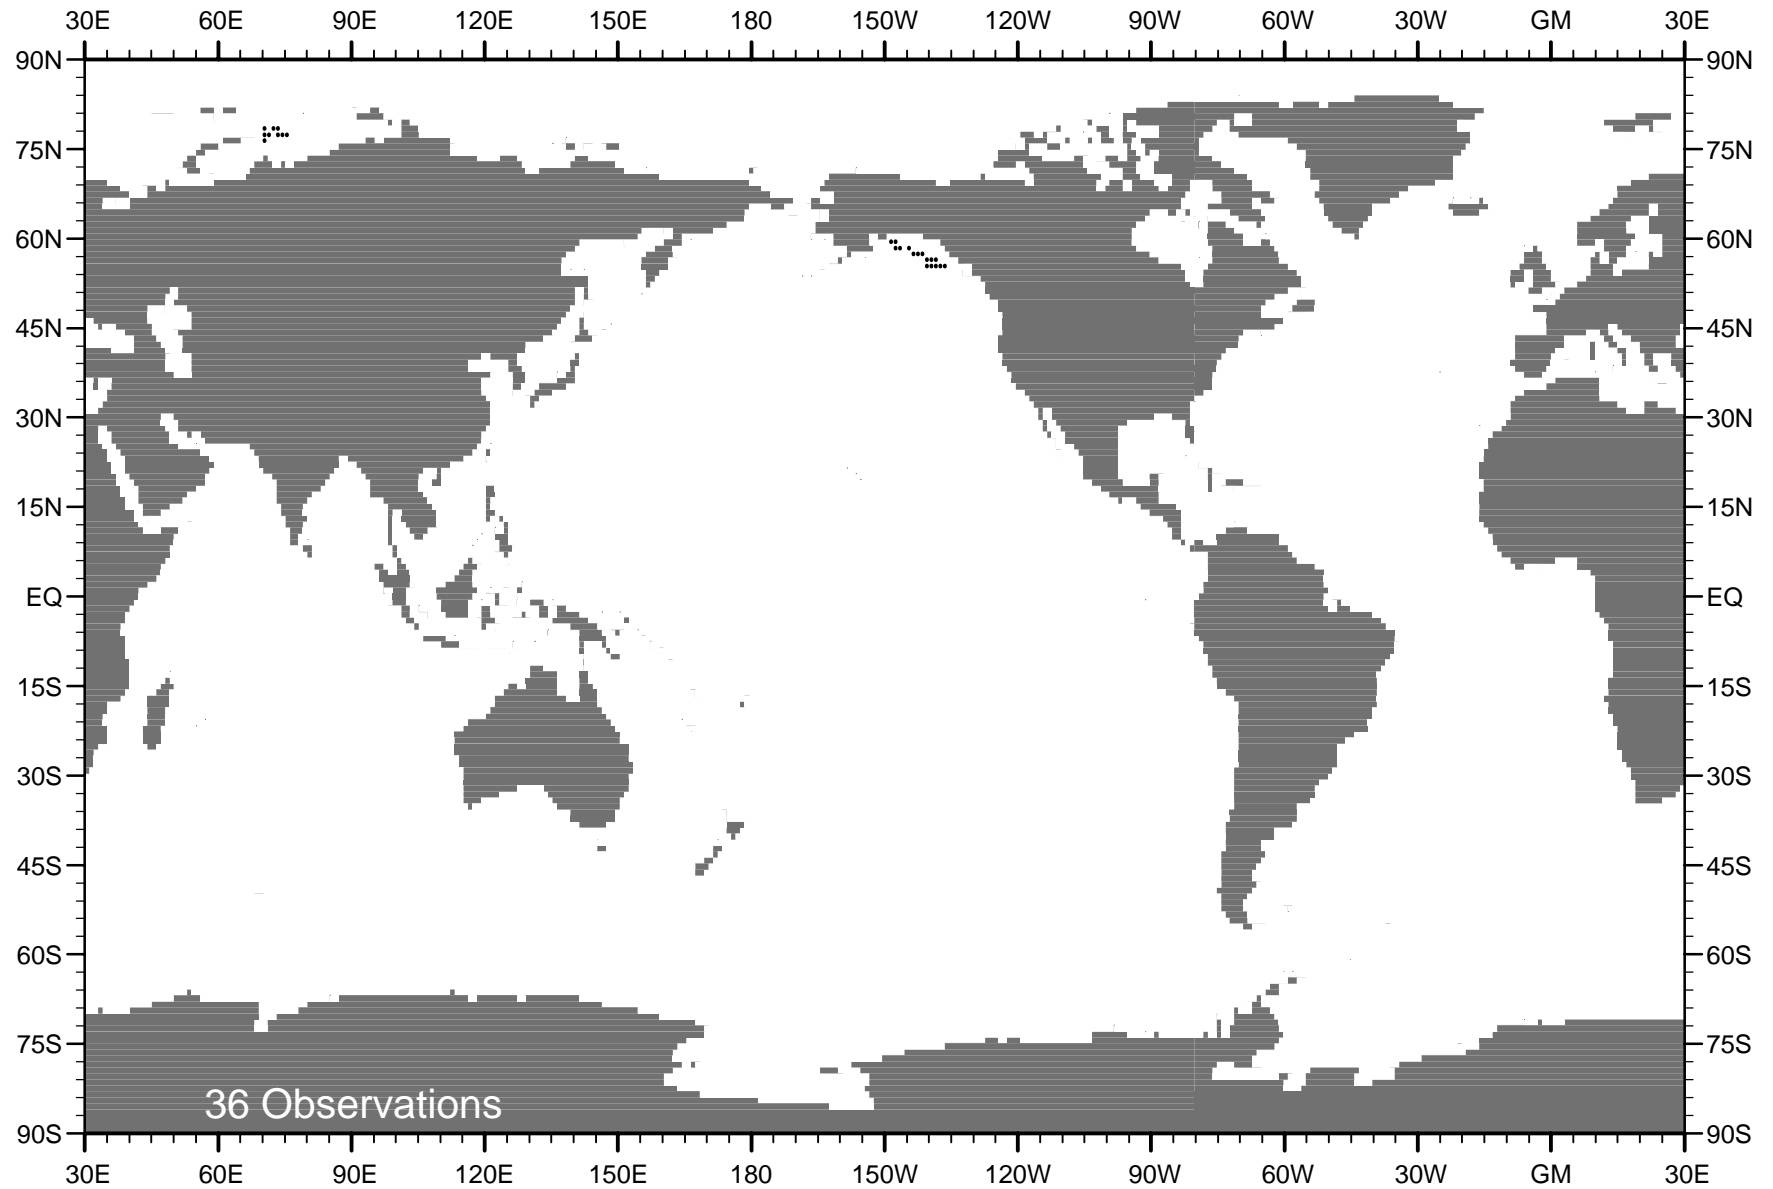 30E 60E 90E 120E 150E 180 150W 120W 90W 60W 30W GM 30E
90N 90N
75N 75N
60N 60N
45N 45N
30N 30N
15N 15N
EQ EQ
15S 15S
30S 30S
45S 45S
60S 60S
75S 75S
36 Observations
90S 90S
30E 60E 90E 120E 150E 180 150W 120W 90W 60W 30W GM 30E